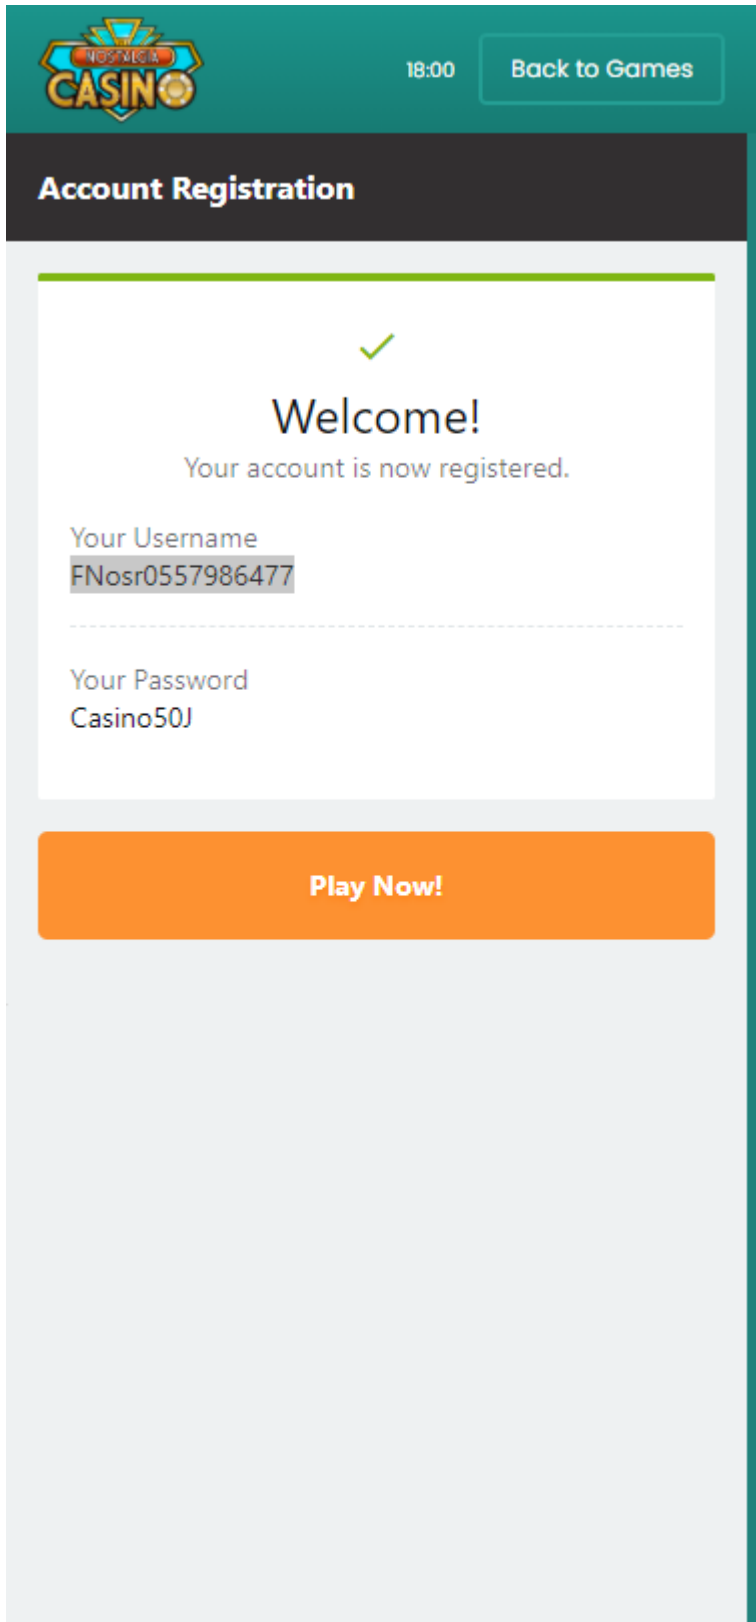 NOSTALGIA
CASINO
18:00
Back to Games
Account Registration
Welcome!
Your account is now registered.
Your Username
FNosr0557986477
Your Password
Casino50J
Play Now!